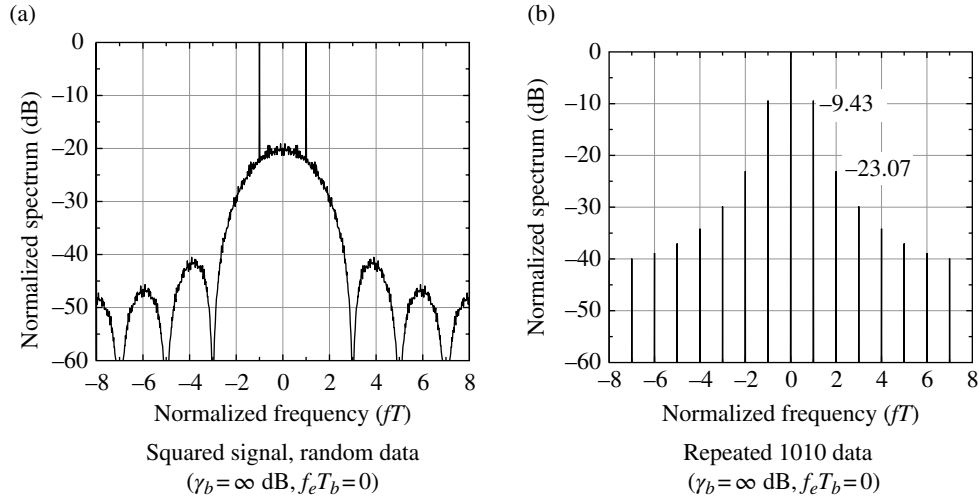 (a)
0
−10
−20
−30
−40
−50
−60
Normalized spectrum (dB)
−8 −6 −4 −2 0 2 4 6 8
Normalized frequency (fT)
Squared signal, random data
(γb = ∞ dB, feTb = 0)
(b)
0
−10
−20
−30
−40
−50
−60
Normalized spectrum (dB)
−9.43
−23.07
−8 −6 −4 −2 0 2 4 6 8
Normalized frequency (fT)
Repeated 1010 data
(γb = ∞ dB, feTb = 0)